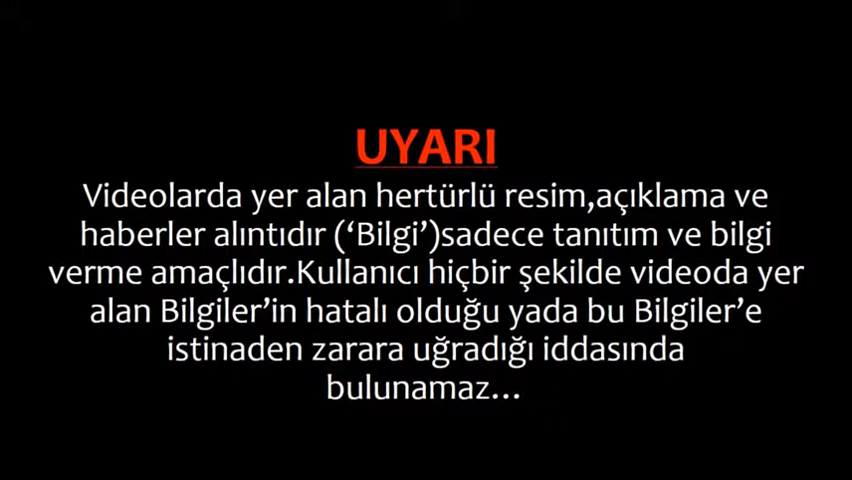 UYARI
Videolarda yer alan hertürlü resim,açıklama ve
haberler alıntıdır (‘Bilgi’)sadece tanıtım ve bilgi
verme amaçlıdır.Kullanıcı hiçbir şekilde videoda yer
alan Bilgiler’in hatalı olduğu yada bu Bilgiler’e
istinaden zarara uğradığı iddasında
bulunamaz...